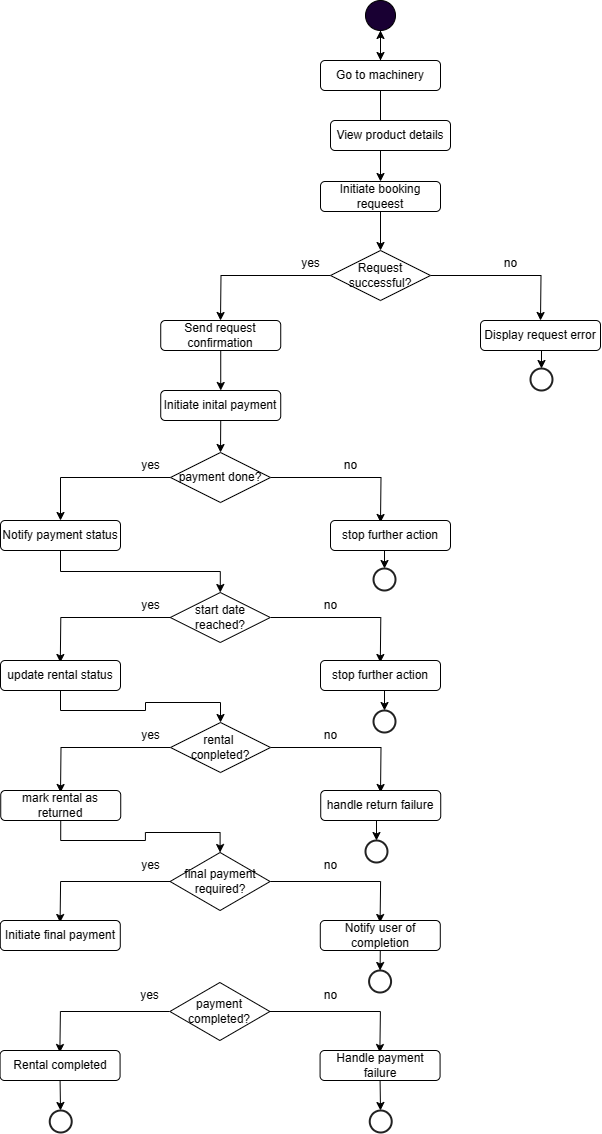 Go to machinery
View product details
Initiate booking
requeest
yes
Request
successful?
no
Send request
confirmation
Display request error
Initiate inital payment
yes
payment done?
no
Notify payment status
stop further action
yes
start date
reached?
no
update rental status
stop further action
yes
rental
conpleted?
no
mark rental as
returned
handle return failure
yes
final payment
required?
no
Initiate final payment
Notify user of
completion
yes
payment
completed?
no
Rental completed
Handle payment
failure